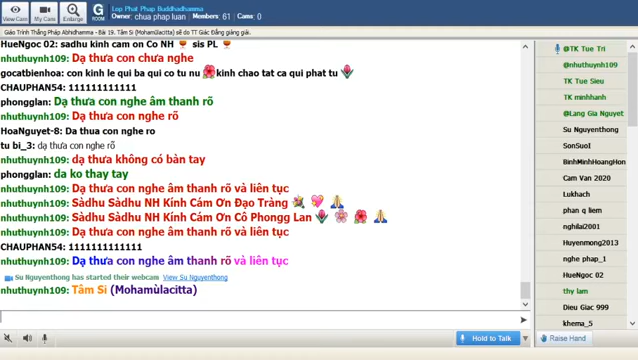 Lop Phat Phap Buddhadhamma
Owner: chua phap luan  Members: 61  Cams: 0
View Cam  My Cam  Enlarge  G ROOM
Giáo Trình Thắng Pháp Abhidhamma - Bài 19. Tâm Si (Mohamùlacitta) sẽ do TT Giác Đẳng giảng giải.
HueNgoc 02: sadhu kinh cam on Co NH sis PL
nhuthuynh109: Dạ thưa con chưa nghe
gocatbienhoa: con kinh le qui ba qui co tu nu kinh chao tat ca qui phat tu
CHAUPHAN54: 111111111111
phongglan: Dạ thưa con nghe âm thanh rõ
nhuthuynh109: Dạ thưa con nghe rõ
HoaNguyet-8: Da thua con nghe ro
tu bi_3: dạ thưa con nghe rõ
nhuthuynh109: dạ thưa không có bàn tay
phongglan: da ko thay tay
nhuthuynh109: Dạ thưa con nghe âm thanh rõ và liên tục
nhuthuynh109: Sàdhu Sàdhu NH Kính Cám Ơn Đạo Tràng
nhuthuynh109: Sàdhu Sàdhu NH Kính Cám Ơn Cô Phongg Lan
nhuthuynh109: Dạ thưa con nghe âm thanh rõ và liên tục
CHAUPHAN54: 1111111111111
nhuthuynh109: Dạ thưa con nghe âm thanh rõ và liên tục
Su Nguyenthong has started their webcam View Su Nguyenthong
nhuthuynh109: Tâm Si (Mohamùlacitta)
Hold to Talk
@TK Tue Tri
@nhuthuynh109
TK Tue Sieu
TK minhhanh
@Lang Gia Nguyet
Su Nguyenthong
SonSuoI
BinhMinhHoangHon
Cam Van 2020
Lukhach
phan q liem
nghilai2001
Huyenmong2013
nghe phap_1
HueNgoc 02
thy lam
Dieu Giac 999
khema_5
Raise Hand